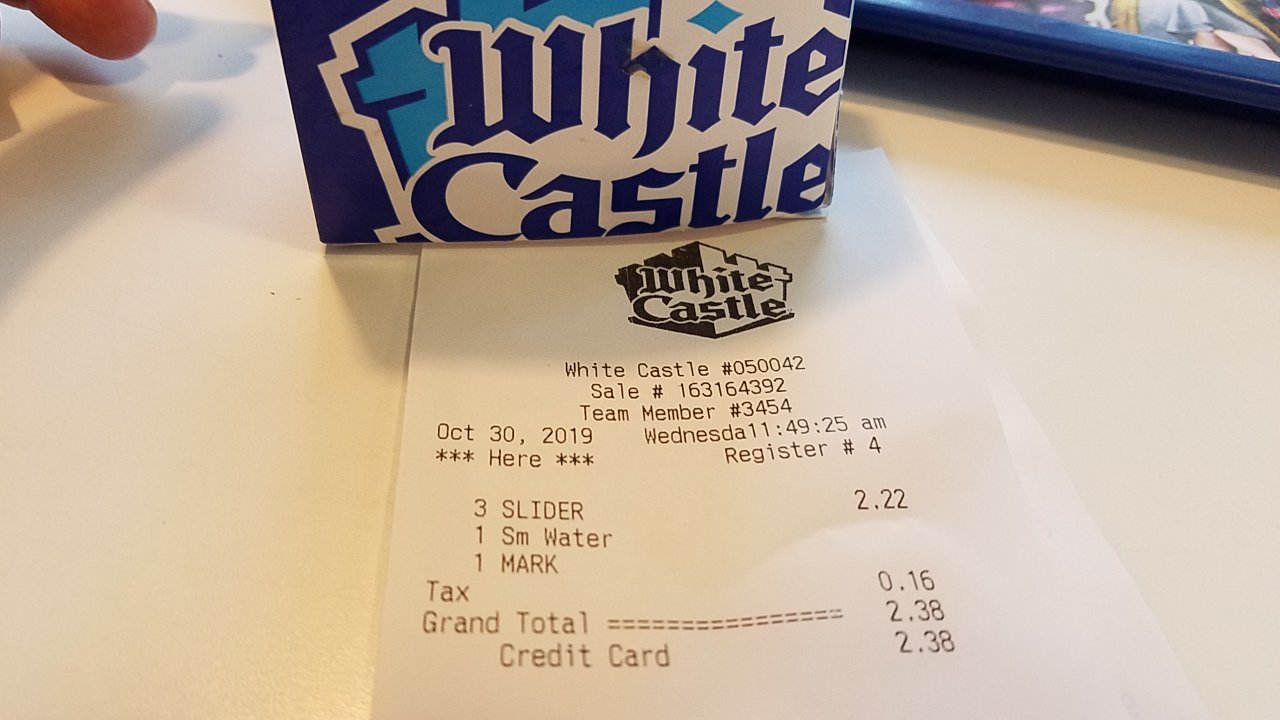 White
Castle
White
Castle
White Castle #050042
Sale # 163164392
Team Member #3454
Oct 30, 2019 Wednesda11:49:25 am
*** Here *** Register # 4
3 SLIDER 2.22
1 Sm Water
1 MARK
Tax 0.16
Grand Total ================ 2.38
Credit Card 2.38